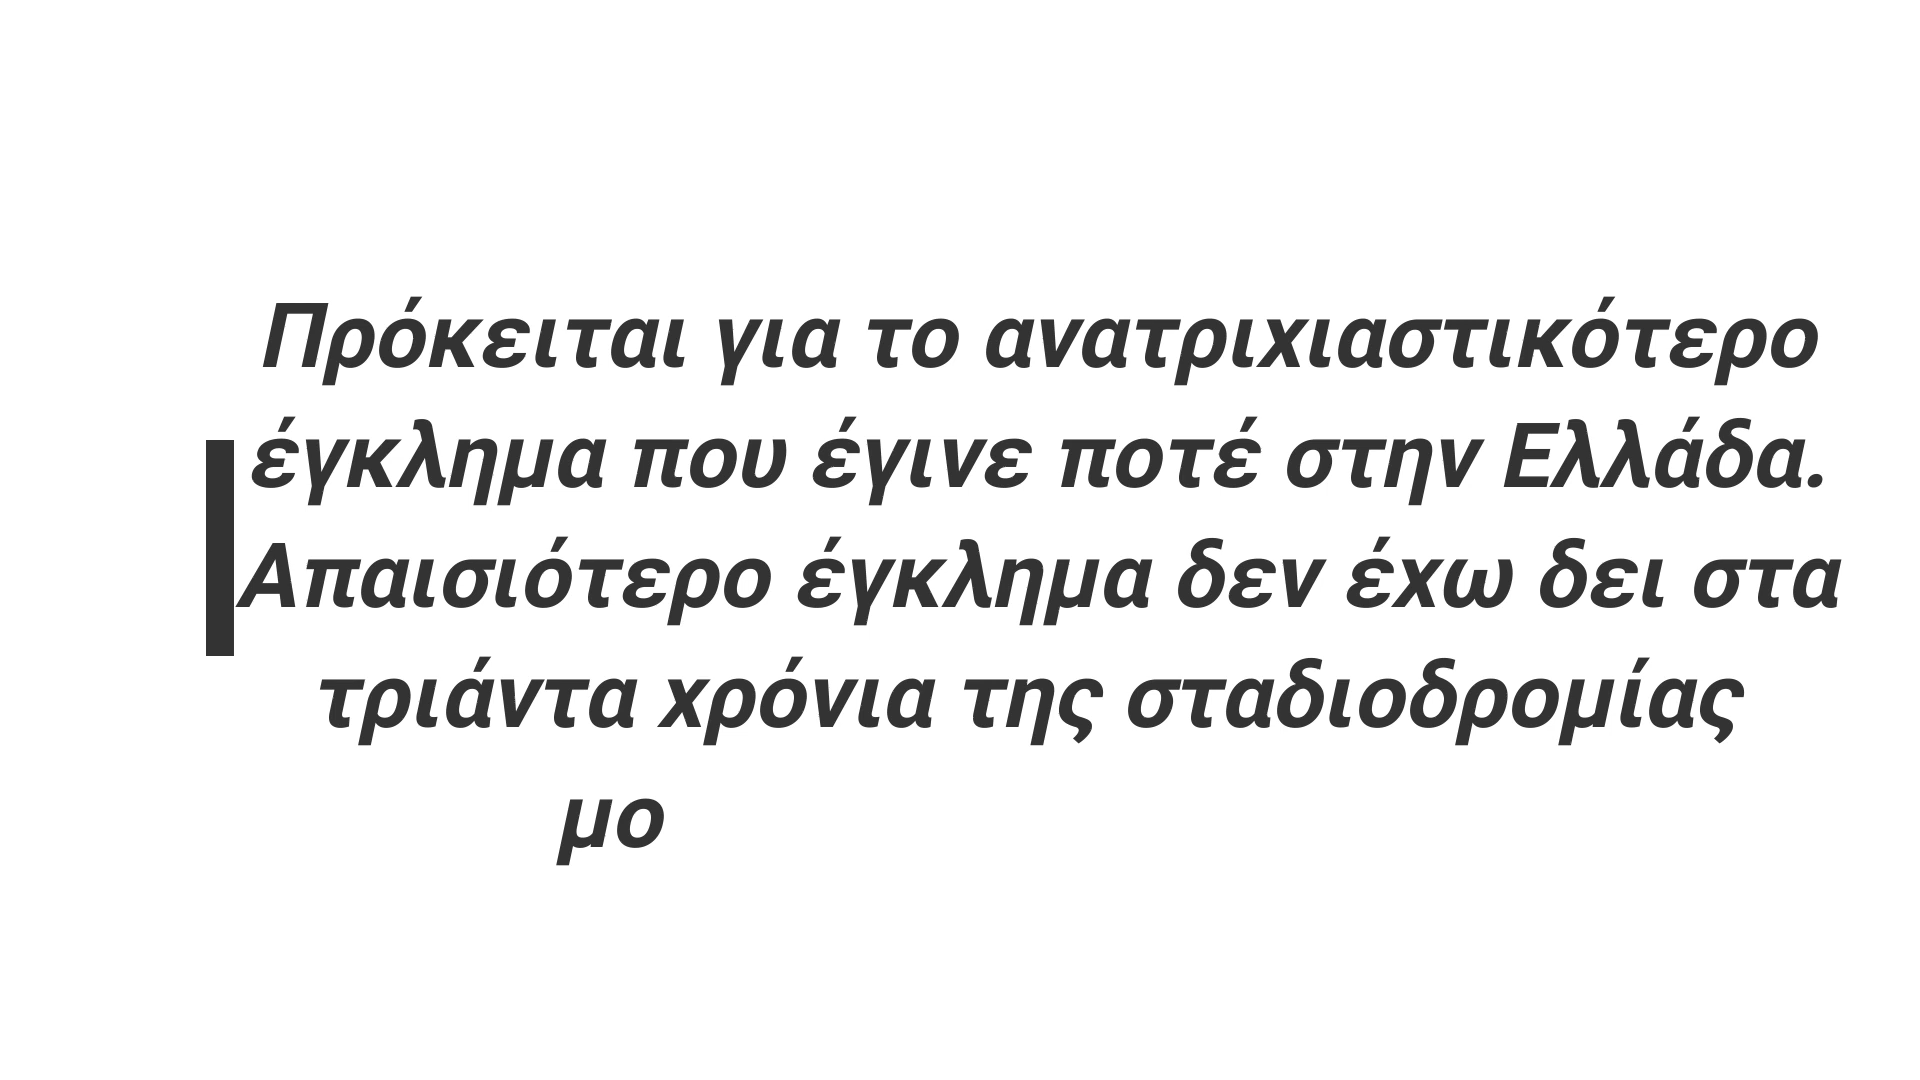 Πρόκειται για το ανατριχιαστικότερο
έγκλημα που έγινε ποτέ στην Ελλάδα.
Απαισιότερο έγκλημα δεν έχω δει στα
τριάντα χρόνια της σταδιοδρομίας
μο